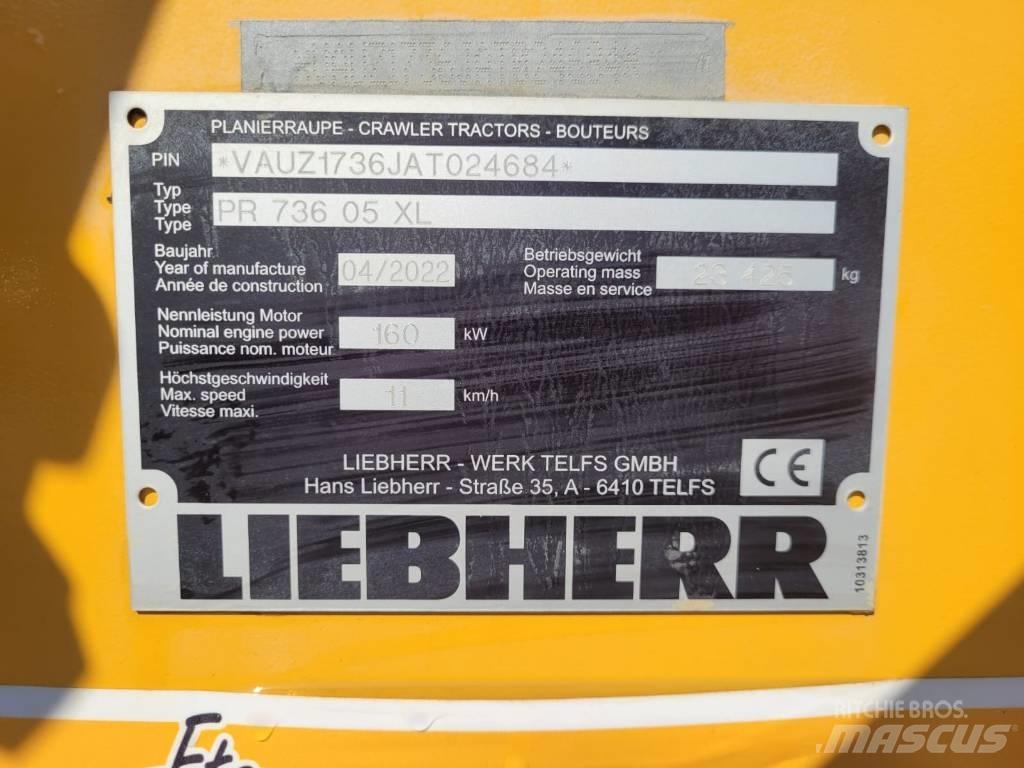 PLANIERRAUPE - CRAWLER TRACTORS - BOUTEURS
PIN *VAUZ1736JAT024684*
Typ
Type PR 736 05 XL
Type
Baujahr
Year of manufacture 04/2022
Année de construction
Betriebsgewicht
Operating mass 23 425 kg
Masse en service
Nennleistung Motor
Nominal engine power 160 kW
Puissance nom. moteur
Höchstgeschwindigkeit
Max. speed 11 km/h
Vitesse maxi.
LIEBHERR - WERK TELFS GMBH
Hans Liebherr - Straße 35, A - 6410 TELFS
CE
LIEBHERR
10313813
RITCHIE BROS.
MASCUS